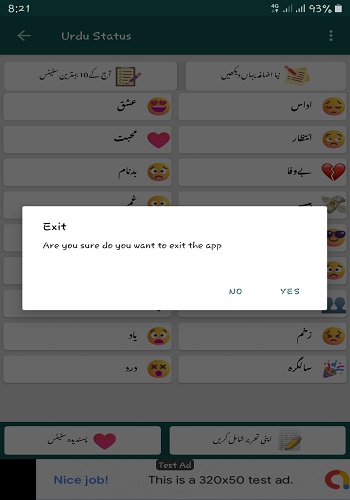 8:21
4G
93%
Urdu Status
آج کے 10 بہترین سٹیٹس
نیا اضافہ یہاں دیکھیں
عشق
اداس
محبت
انتظار
بدنام
بے وفا
غم
Exit
Are you sure do you want to exit the app
NO
YES
یاد
زخم
درد
سالگرہ
پسندیدہ سٹیٹس
اپنی تحریر شامل کریں
Test Ad
Nice job!
This is a 320x50 test ad.